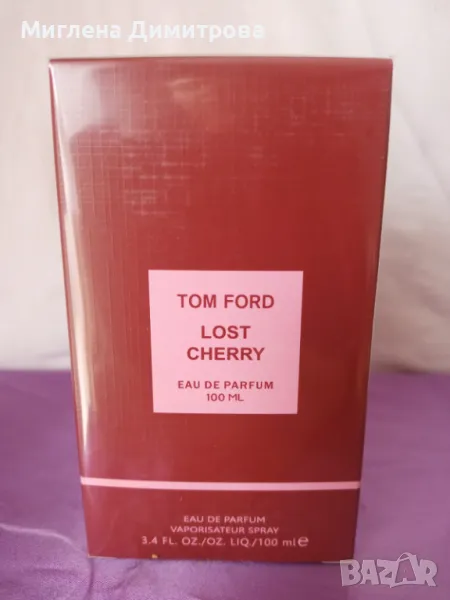 Миглена Димитрова
TOM FORD
LOST
CHERRY
EAU DE PARFUM
100 ML
EAU DE PARFUM
VAPORISATEUR SPRAY
3.4 FL. OZ./OZ. LIQ./100 ml e
BAZAR